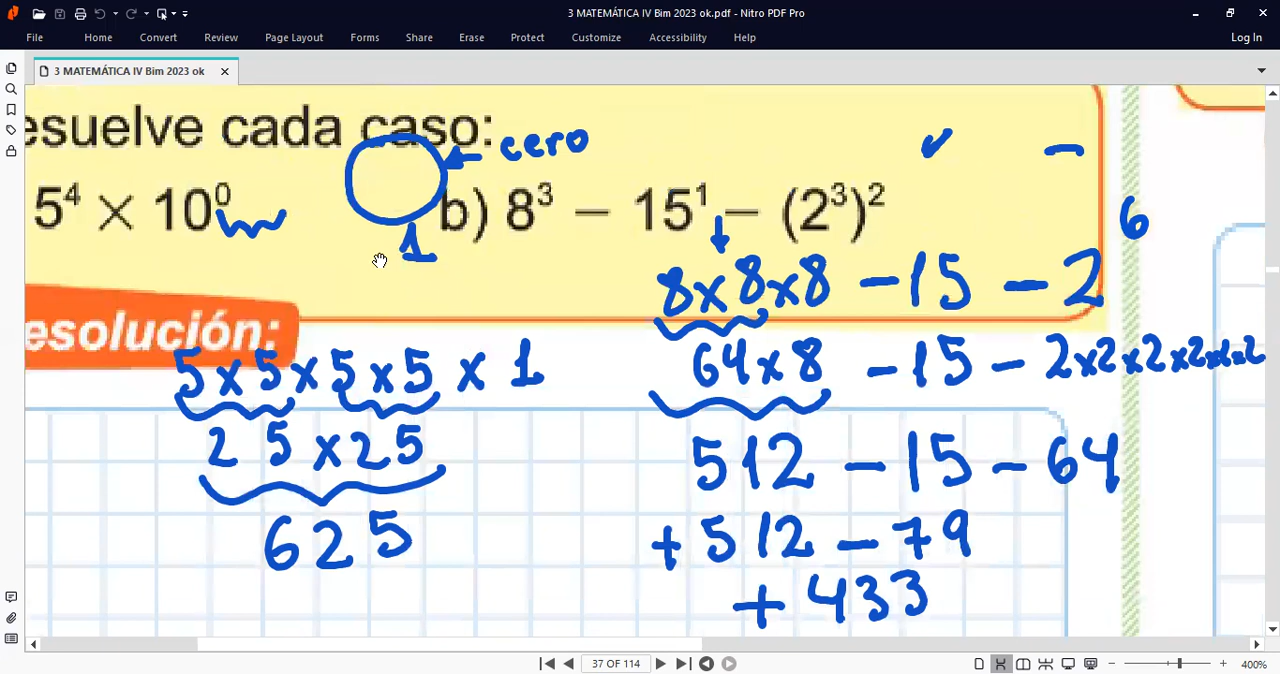 3 MATEMÁTICA IV Bim 2023 ok.pdf - Nitro PDF Pro
File Home Convert Review Page Layout Forms Share Erase Protect Customize Accessibility Help Log In
3 MATEMÁTICA IV Bim 2023 ok
esuelve cada caso:
cero
5⁴ × 10⁰ b) 8³ − 15¹ − (2³)²
1
8x8x8 − 15 − 2⁶
esolución:
5x5x5x5 x 1
64x8 − 15 − 2x2x2x2x2x2
25x25
512 − 15 − 64
625
+512 − 79
+433
37 OF 114
400%